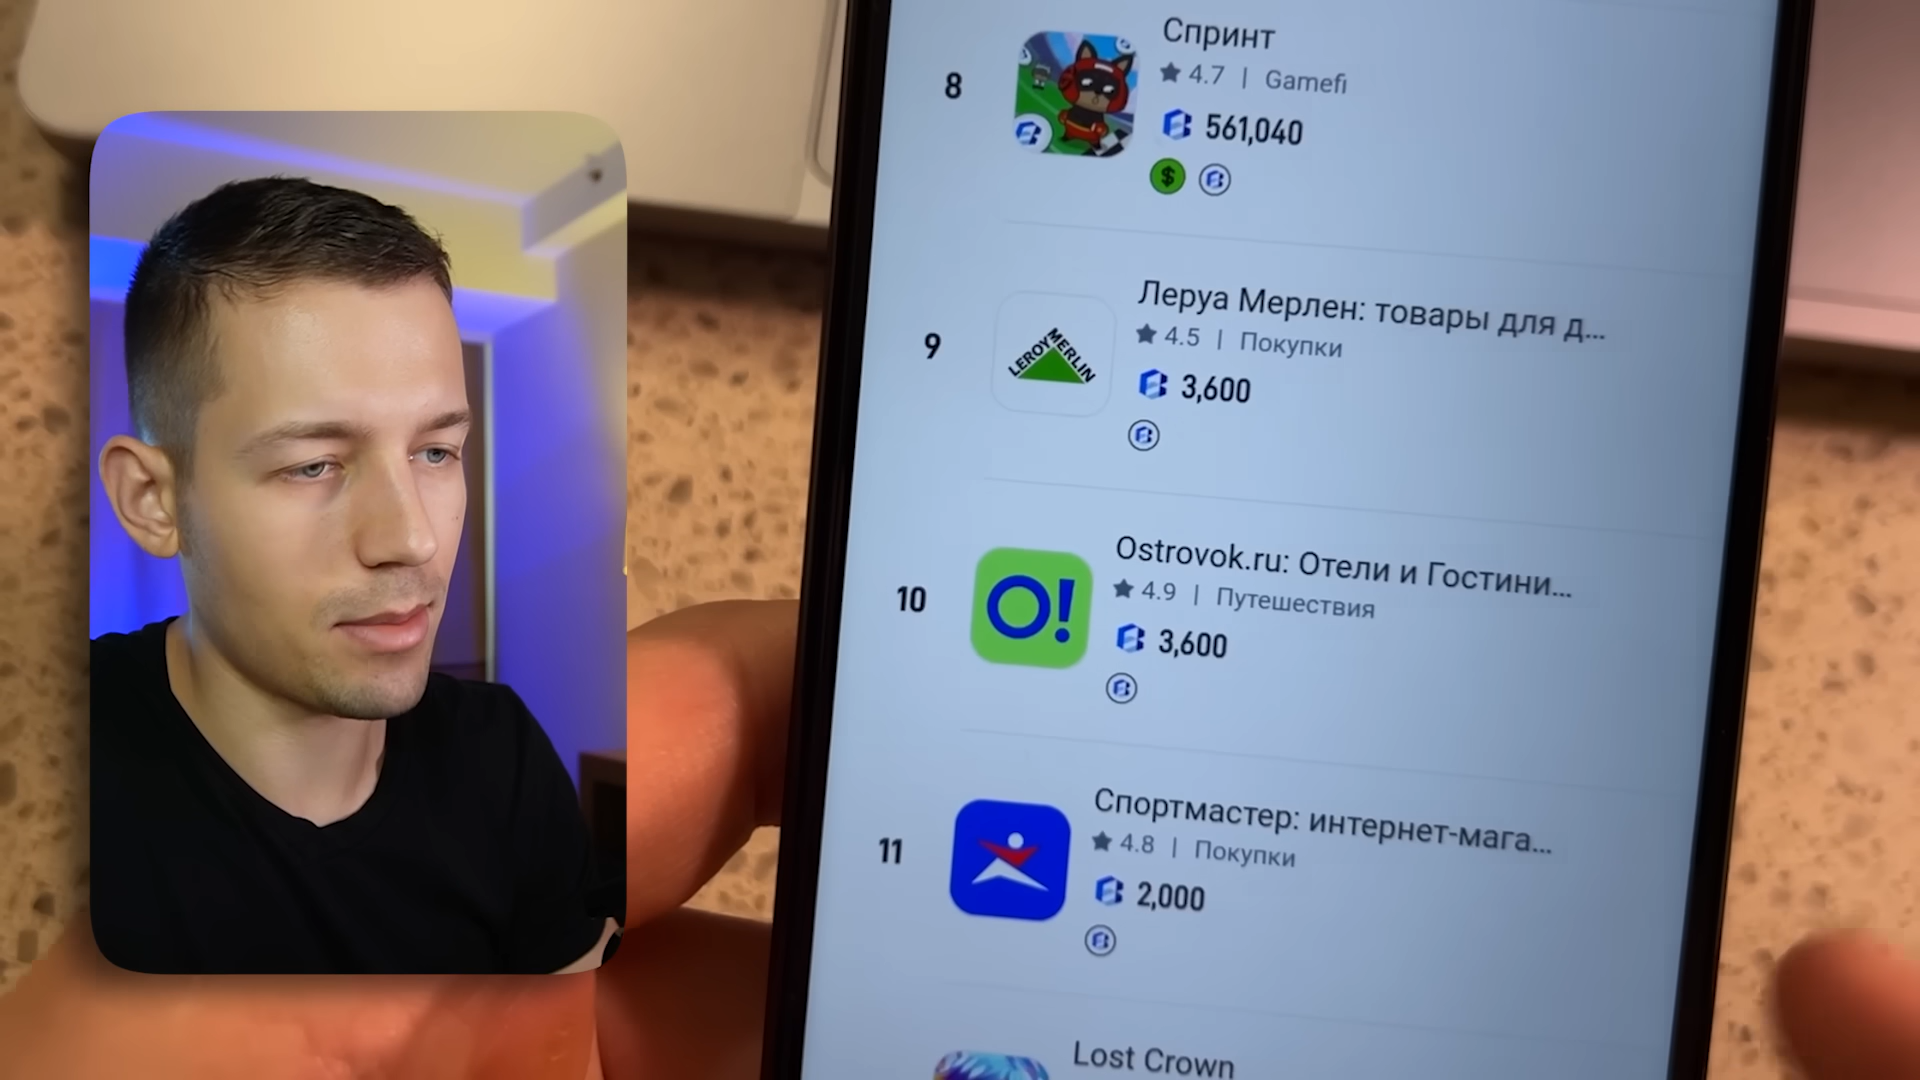 8
Спринт
4.7 | Gamefi
561,040
$
9
LEROY MERLIN
Леруа Мерлен: товары для д...
4.5 | Покупки
3,600
10
O!
Ostrovok.ru: Отели и Гостини...
4.9 | Путешествия
3,600
11
Спортмастер: интернет-мага...
4.8 | Покупки
2,000
Lost Crown